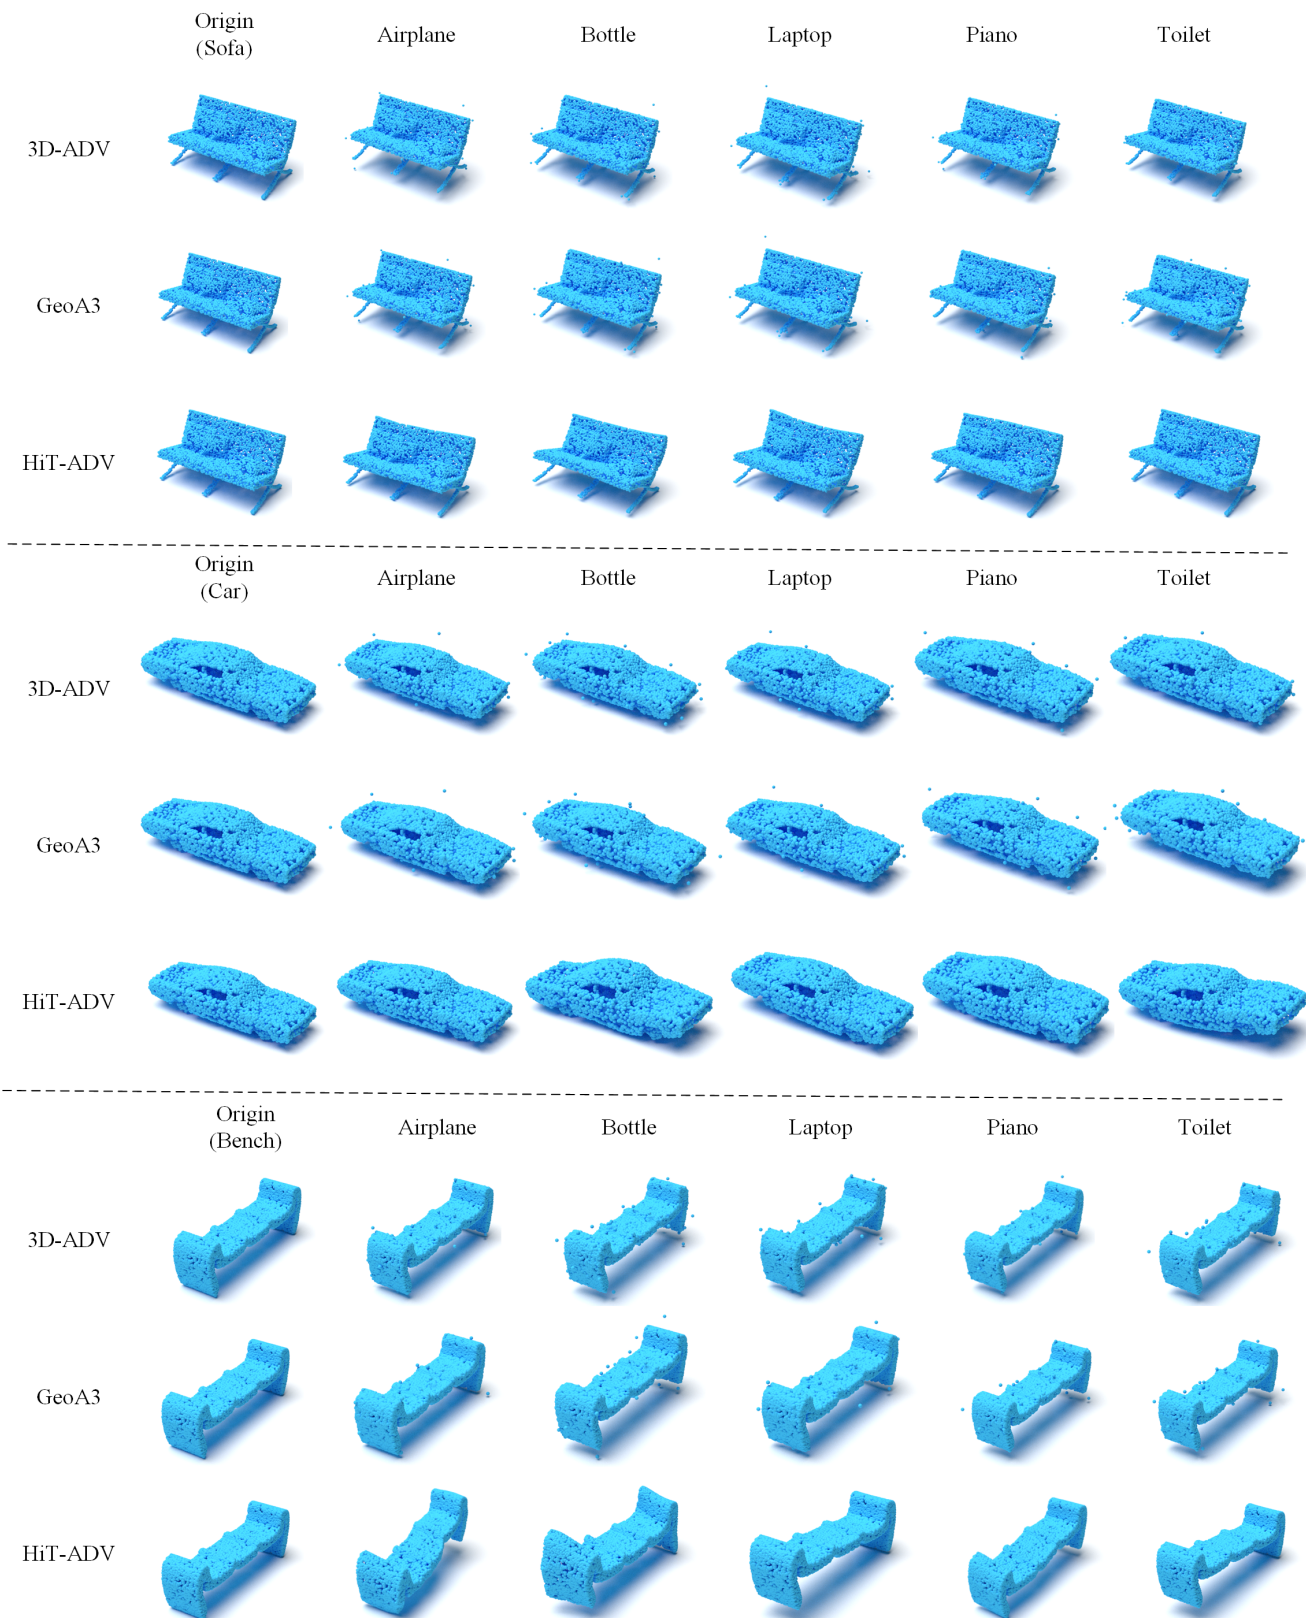 Origin
(Sofa)
Airplane
Bottle
Laptop
Piano
Toilet
3D-ADV
GeoA3
HiT-ADV
Origin
(Car)
Airplane
Bottle
Laptop
Piano
Toilet
3D-ADV
GeoA3
HiT-ADV
Origin
(Bench)
Airplane
Bottle
Laptop
Piano
Toilet
3D-ADV
GeoA3
HiT-ADV